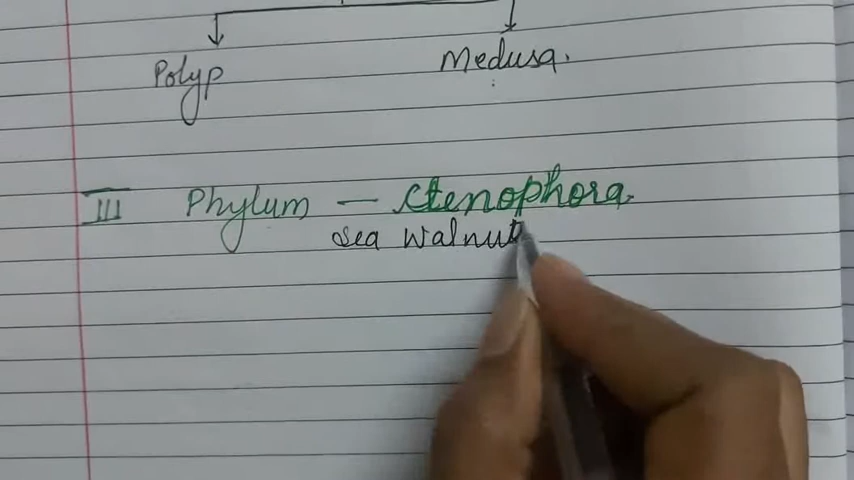 Polyp Medusa.
III Phylum — Ctenophora.
Sea walnut